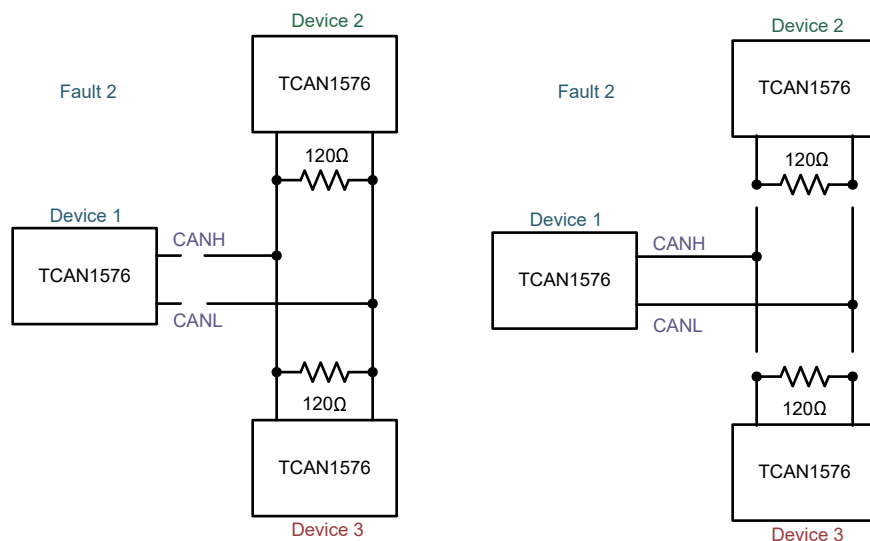 Device 2
TCAN1576
Fault 2
120Ω
Device 1
CANH
TCAN1576
CANL
120Ω
TCAN1576
Device 3
Device 2
TCAN1576
Fault 2
120Ω
Device 1
CANH
TCAN1576
CANL
120Ω
TCAN1576
Device 3